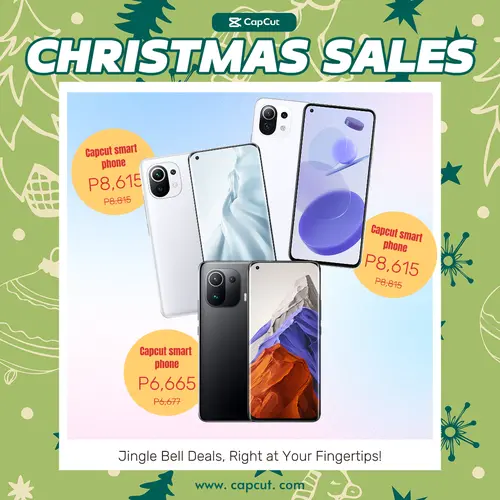 CapCut
CHRISTMAS SALES
Capcut smart
phone
P8,615
P8,815
Capcut smart
phone
P8,615
P8,815
Capcut smart
phone
P6,665
P6,677
Jingle Bell Deals, Right at Your Fingertips!
www. capcut. com